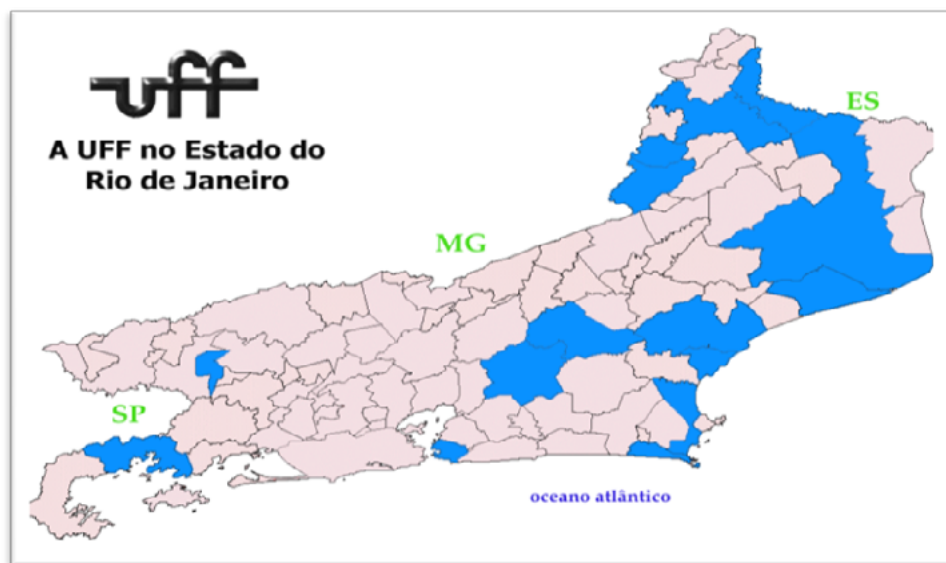 uff
A UFF no Estado do
Rio de Janeiro
ES
MG
SP
oceano atlântico